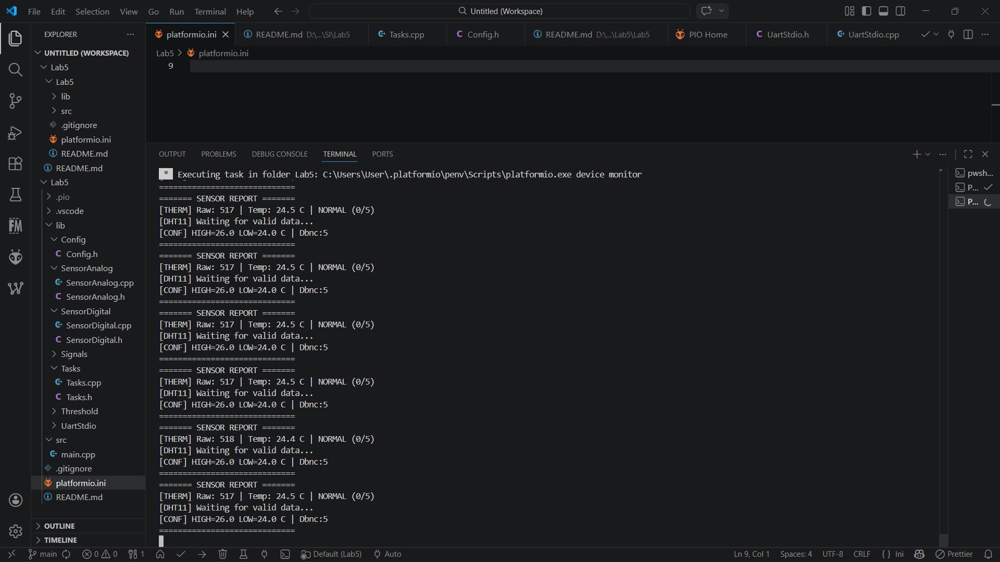 File Edit Selection View Go Run Terminal Help
Untitled (Workspace)
EXPLORER
UNTITLED (WORKSPACE)
Lab5
Lab5
lib
src
.gitignore
platformio.ini
README.md
README.md
Lab5
.pio
.vscode
lib
Config
Config.h
SensorAnalog
SensorAnalog.cpp
SensorAnalog.h
SensorDigital
SensorDigital.cpp
SensorDigital.h
Signals
Tasks
Tasks.cpp
Tasks.h
Threshold
UartStdio
src
main.cpp
.gitignore
platformio.ini
README.md
OUTLINE
TIMELINE
platformio.ini README.md D:\...\SI\Lab5 Tasks.cpp Config.h README.md D:\...\Lab5\Lab5 PIO Home UartStdio.h UartStdio.cpp
Lab5 > platformio.ini
9
OUTPUT PROBLEMS DEBUG CONSOLE TERMINAL PORTS
* Executing task in folder Lab5: C:\Users\User\.platformio\penv\Scripts\platformio.exe device monitor
=============================
======= SENSOR REPORT =======
[THERM] Raw: 517 | Temp: 24.5 C | NORMAL (0/5)
[DHT11] Waiting for valid data...
[CONF] HIGH=26.0 LOW=24.0 C | Dbnc:5
=============================
======= SENSOR REPORT =======
[THERM] Raw: 517 | Temp: 24.5 C | NORMAL (0/5)
[DHT11] Waiting for valid data...
[CONF] HIGH=26.0 LOW=24.0 C | Dbnc:5
=============================
======= SENSOR REPORT =======
[THERM] Raw: 517 | Temp: 24.5 C | NORMAL (0/5)
[DHT11] Waiting for valid data...
[CONF] HIGH=26.0 LOW=24.0 C | Dbnc:5
=============================
======= SENSOR REPORT =======
[THERM] Raw: 517 | Temp: 24.5 C | NORMAL (0/5)
[DHT11] Waiting for valid data...
[CONF] HIGH=26.0 LOW=24.0 C | Dbnc:5
=============================
======= SENSOR REPORT =======
[THERM] Raw: 518 | Temp: 24.4 C | NORMAL (0/5)
[DHT11] Waiting for valid data...
[CONF] HIGH=26.0 LOW=24.0 C | Dbnc:5
=============================
======= SENSOR REPORT =======
[THERM] Raw: 517 | Temp: 24.5 C | NORMAL (0/5)
[DHT11] Waiting for valid data...
[CONF] HIGH=26.0 LOW=24.0 C | Dbnc:5
=============================
pwsh...
P...
P...
main 0 0 1 Default (Lab5) Auto Ln 9, Col 1 Spaces: 4 UTF-8 CRLF { } Ini Prettier